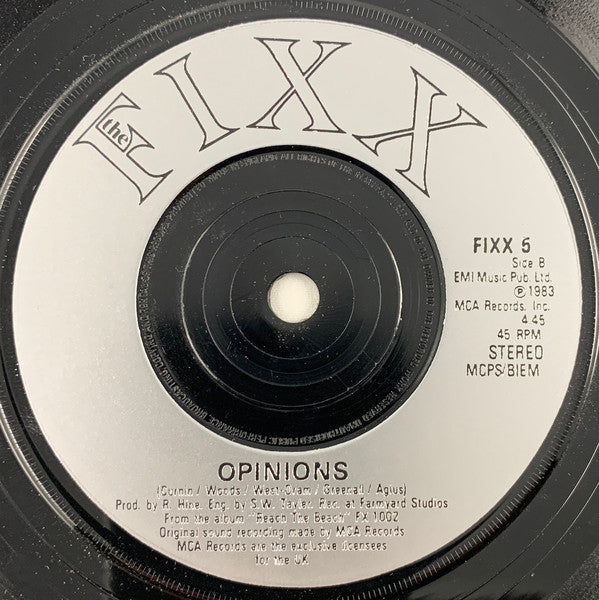 the FIXX
FIXX 5
Side B
EMI Music Pub. Ltd.
℗ 1983
MCA Records, Inc.
4.45
45 RPM
STEREO
MCPS/BIEM
OPINIONS
(Curnin / Woods / West-Oram / Greenall / Agius)
Prod. by R. Hine. Eng. by S.W. Tayler. Rec. at Farmyard Studios
From the album "Reach The Beach" FX 1002
Original sound recording made by MCA Records
MCA Records are the exclusive licensees
for the UK